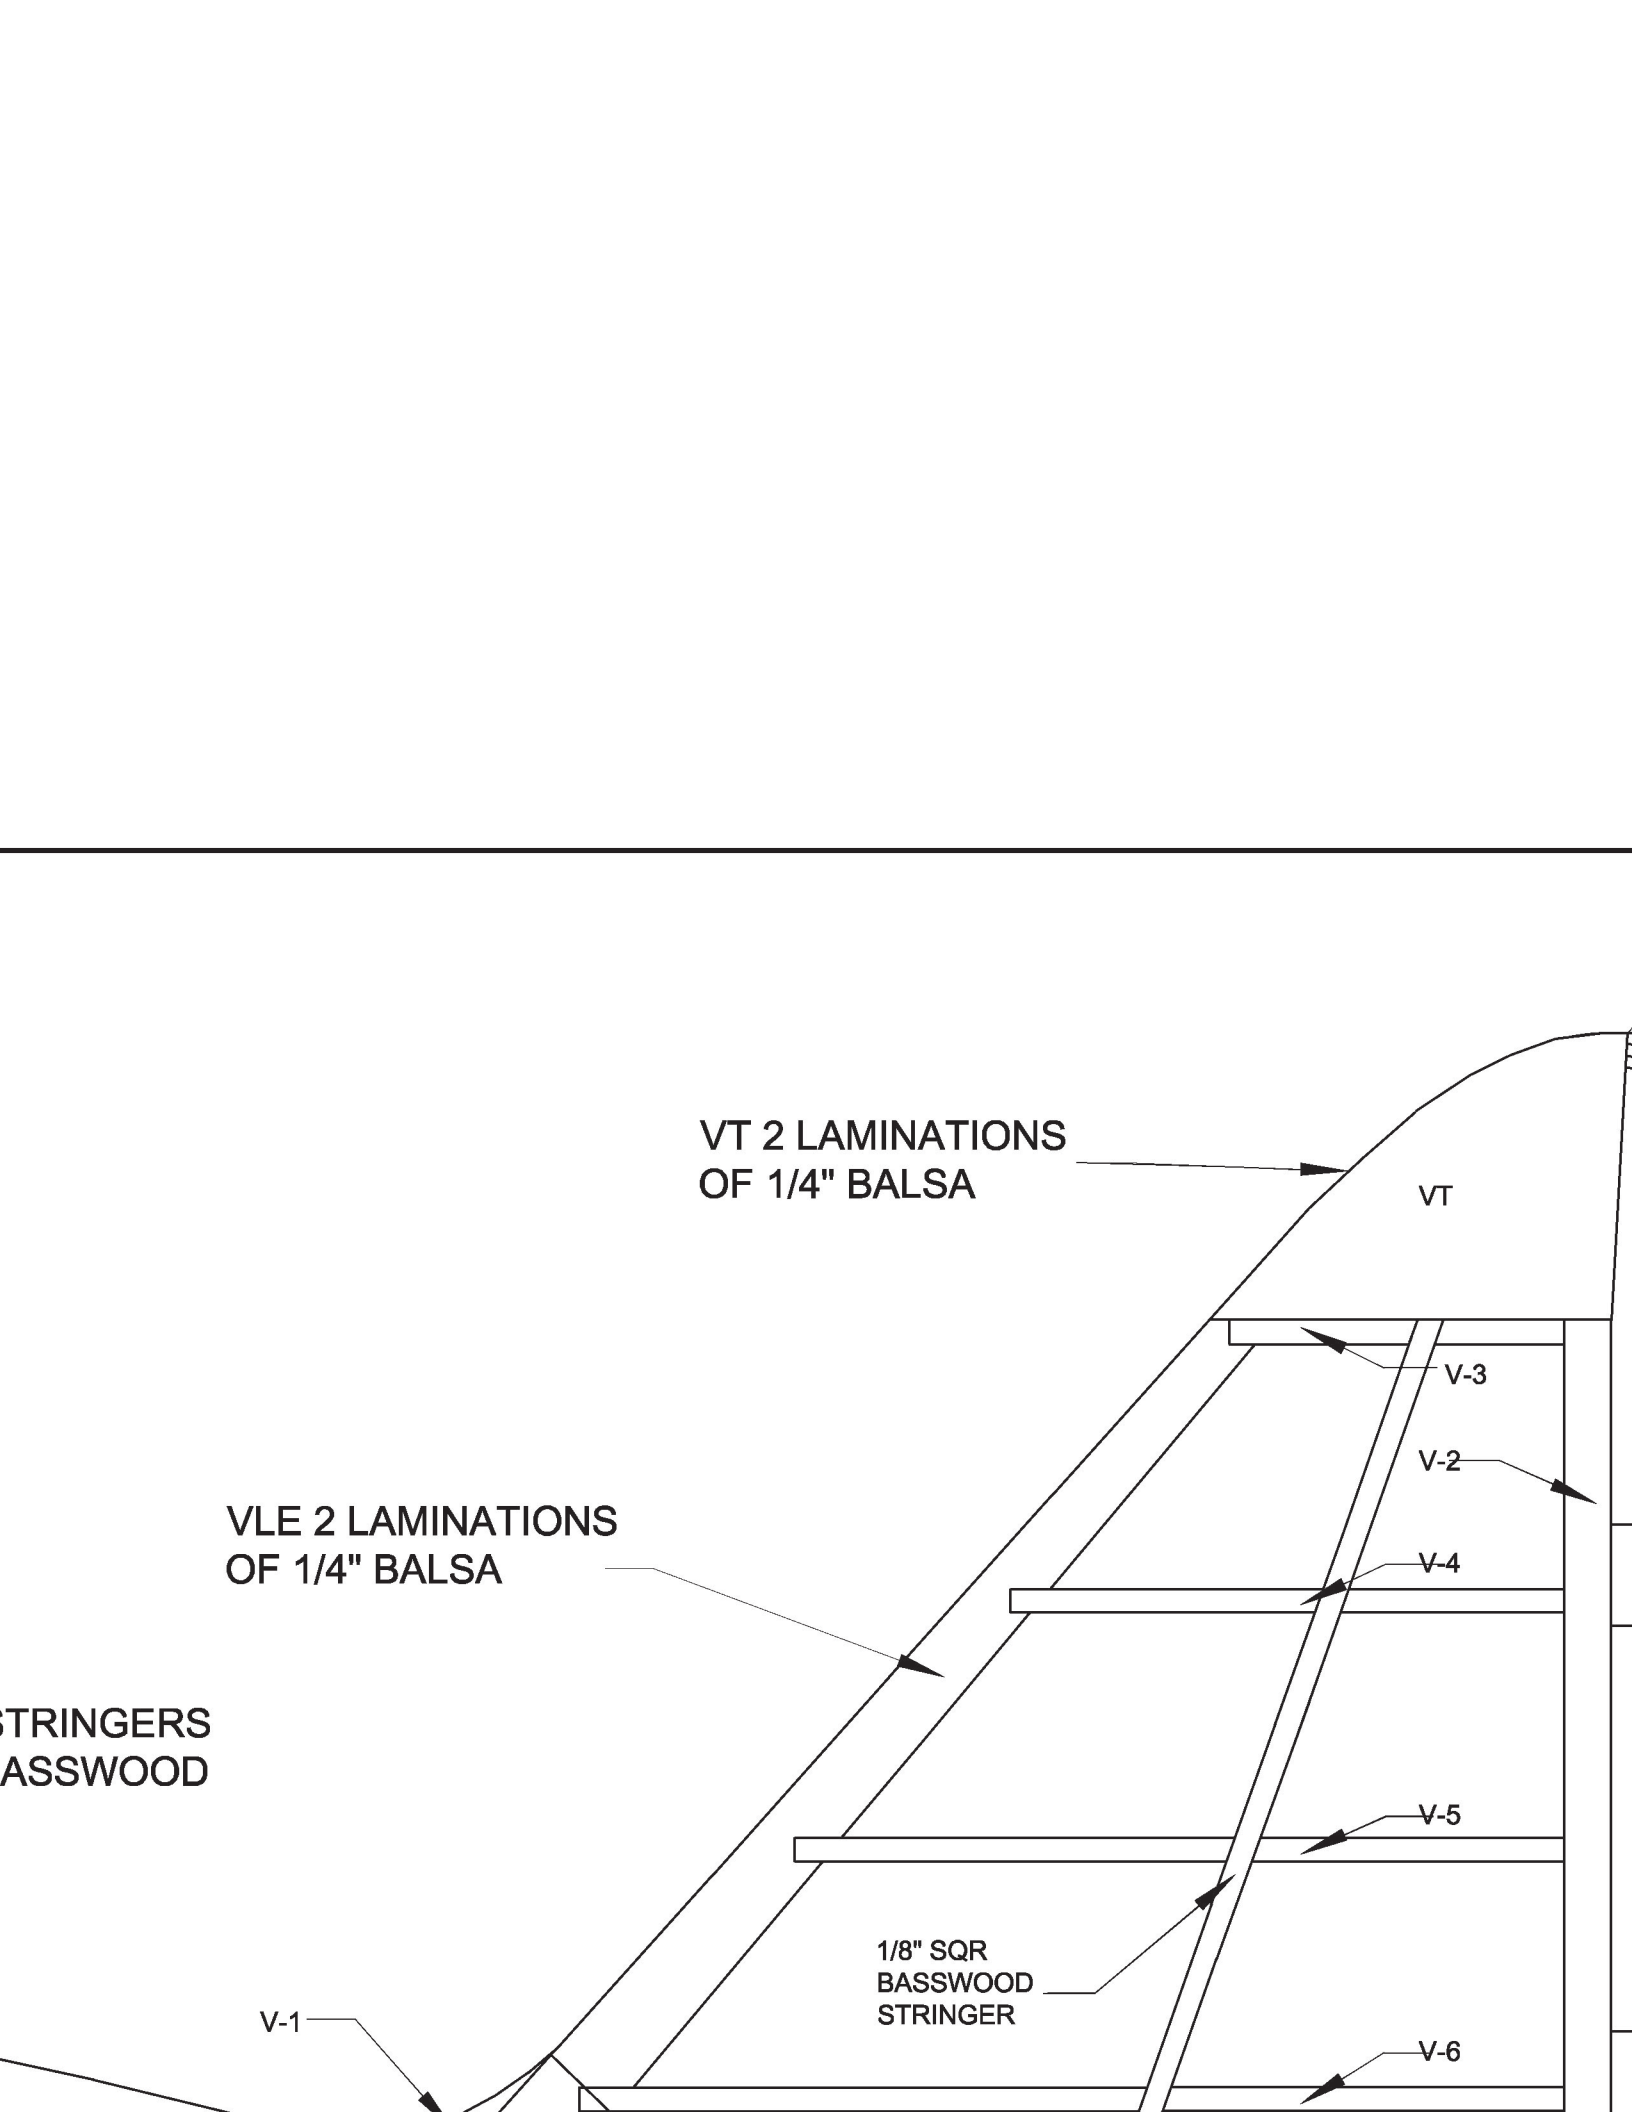 VT 2 LAMINATIONS
OF 1/4" BALSA
VT
V-3
V-2
VLE 2 LAMINATIONS
OF 1/4" BALSA
V-4
STRINGERS
ASSWOOD
V-5
1/8" SQR
BASSWOOD
STRINGER
V-1
V-6